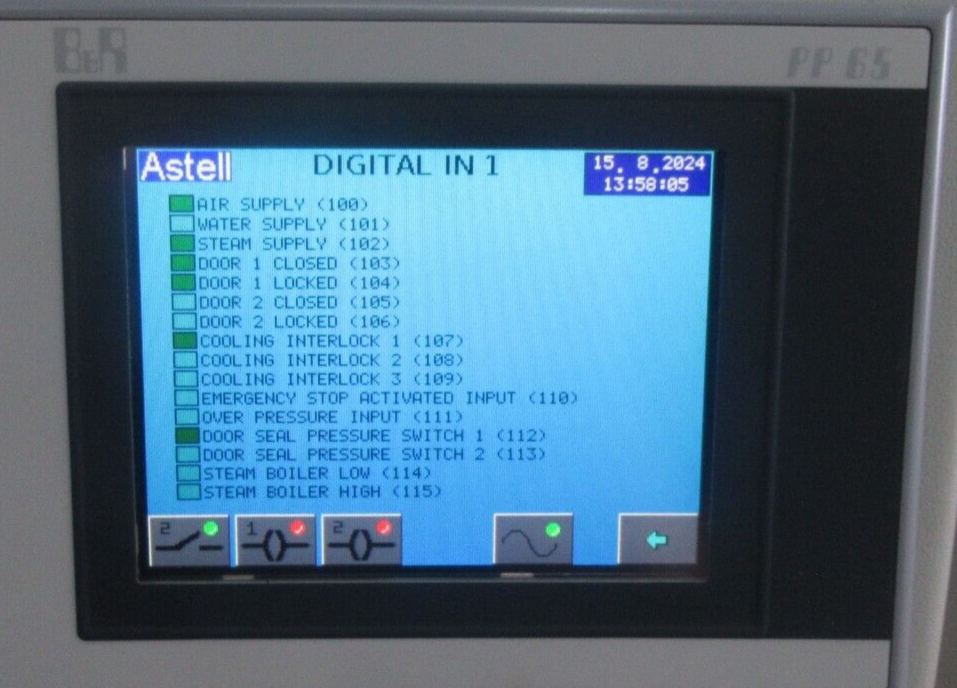 B&R
PP 65
Astell
DIGITAL IN 1
15. 8.2024
13:58:05
AIR SUPPLY (100)
WATER SUPPLY (101)
STEAM SUPPLY (102)
DOOR 1 CLOSED (103)
DOOR 1 LOCKED (104)
DOOR 2 CLOSED (105)
DOOR 2 LOCKED (106)
COOLING INTERLOCK 1 (107)
COOLING INTERLOCK 2 (108)
COOLING INTERLOCK 3 (109)
EMERGENCY STOP ACTIVATED INPUT (110)
OVER PRESSURE INPUT (111)
DOOR SEAL PRESSURE SWITCH 1 (112)
DOOR SEAL PRESSURE SWITCH 2 (113)
STEAM BOILER LOW (114)
STEAM BOILER HIGH (115)
2
1
2